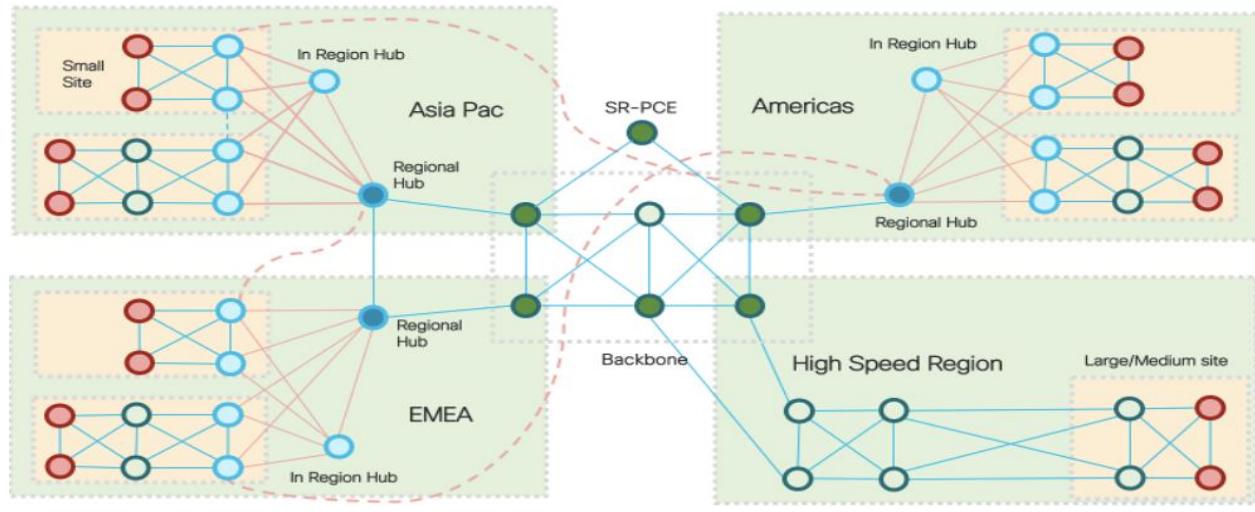 Small
Site
In Region Hub
Asia Pac
Regional
Hub
SR-PCE
In Region Hub
Americas
Regional Hub
Regional
Hub
EMEA
In Region Hub
Backbone
High Speed Region
Large/Medium site